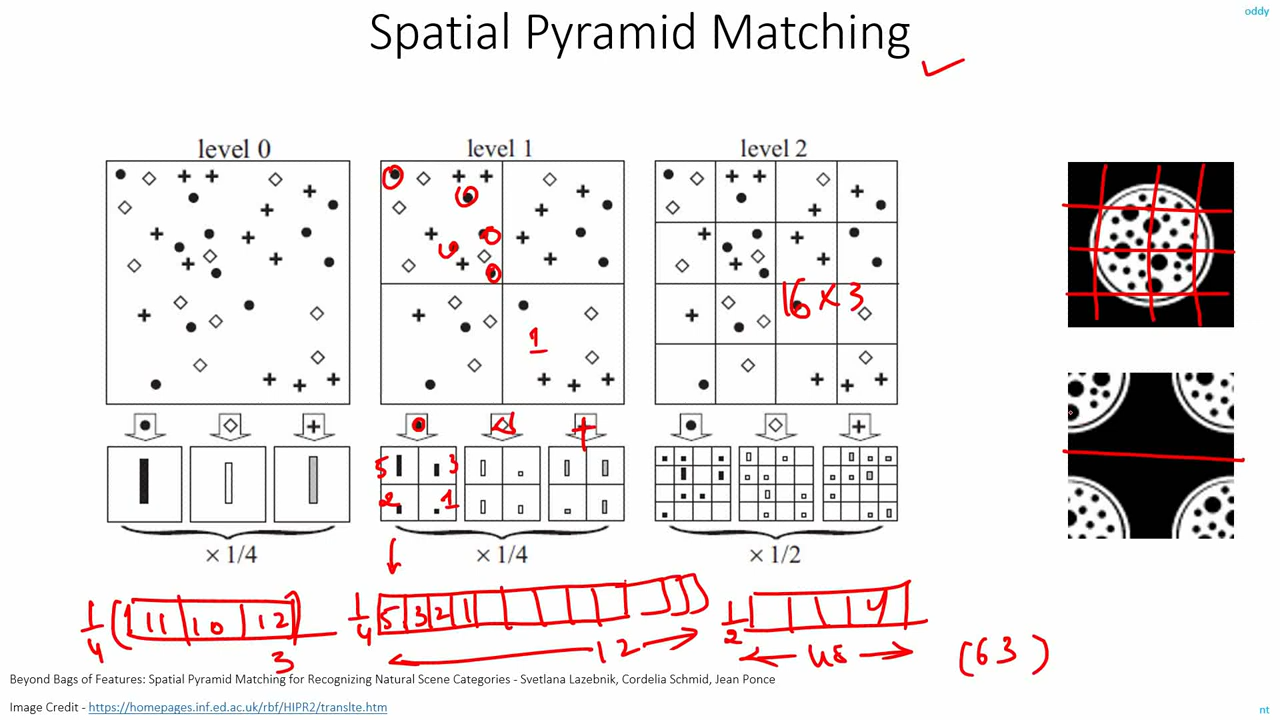 oddy
Spatial Pyramid Matching
level 0
level 1
level 2
16 × 3
1
5
3
2
1
× 1/4
× 1/4
× 1/2
1/4 ( 11 10 12
3
1/4 5 3 2 1
12
1/2
48
(63)
Beyond Bags of Features: Spatial Pyramid Matching for Recognizing Natural Scene Categories - Svetlana Lazebnik, Cordelia Schmid, Jean Ponce
Image Credit - https://homepages.inf.ed.ac.uk/rbf/HIPR2/translte.htm
nt